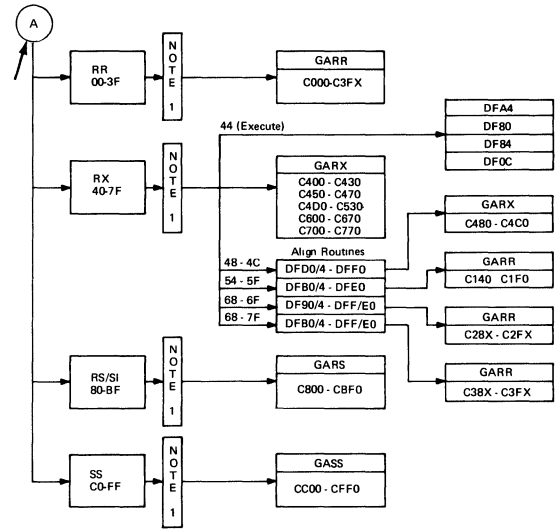 A
RR
00-3F
NOTE 1
GARR
C000-C3FX
44 (Execute)
DFA4
DF80
DF84
DF0C
RX
40-7F
NOTE 1
GARX
C400 - C430
C450 - C470
C4D0 - C530
C600 - C670
C700 - C770
GARX
C480 - C4C0
Align Routines
48 - 4C
DFD0/4 - DFF0
54 - 5F
DFB0/4 - DFE0
68 - 6F
DF90/4 - DFF/E0
68 - 7F
DFB0/4 - DFF/E0
GARR
C140 C1F0
GARR
C28X - C2FX
GARR
C38X - C3FX
RS/SI
80-BF
NOTE 1
GARS
C800 - CBF0
SS
C0-FF
NOTE 1
GASS
CC00 - CFF0